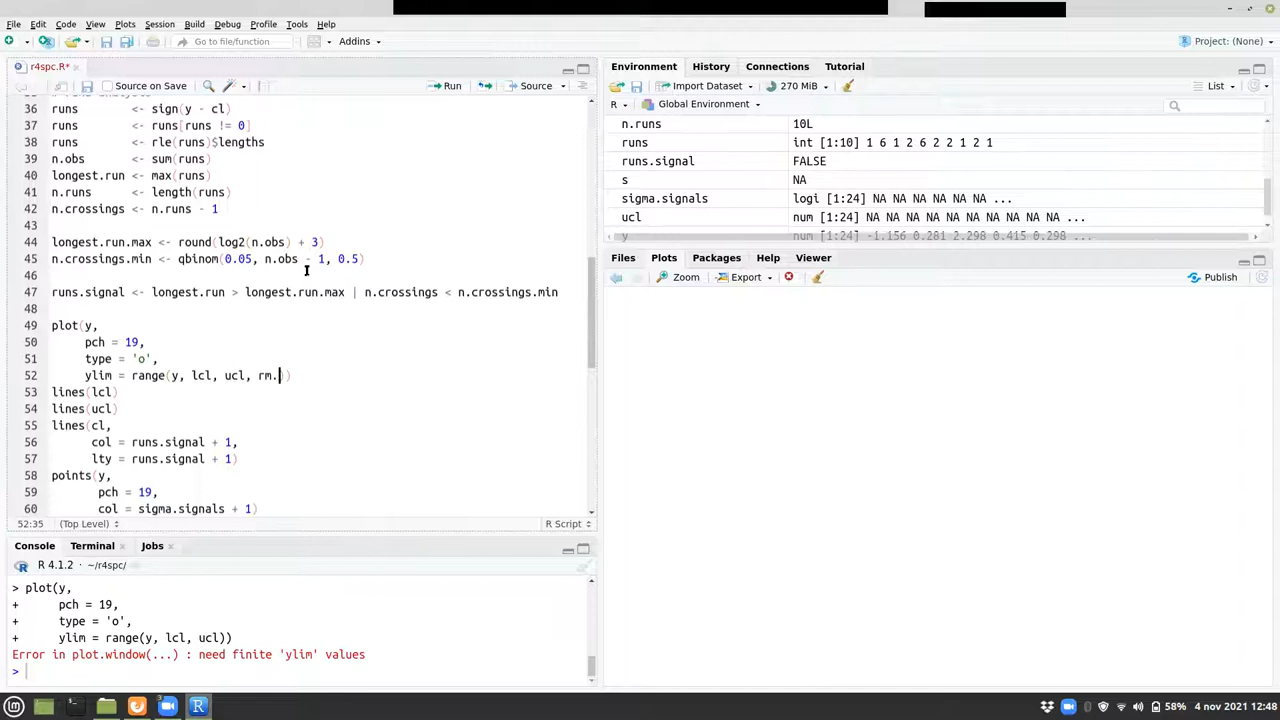 File Edit Code View Plots Session Build Debug Profile Tools Help
Go to file/function Addins Project: (None)
r4spc.R*
Source on Save Run Source
36 runs <- sign(y - cl)
37 runs <- runs[runs != 0]
38 runs <- rle(runs)$lengths
39 n.obs <- sum(runs)
40 longest.run <- max(runs)
41 n.runs <- length(runs)
42 n.crossings <- n.runs - 1
43
44 longest.run.max <- round(log2(n.obs) + 3)
45 n.crossings.min <- qbinom(0.05, n.obs - 1, 0.5)
46
47 runs.signal <- longest.run > longest.run.max | n.crossings < n.crossings.min
48
49 plot(y,
50 pch = 19,
51 type = 'o',
52 ylim = range(y, lcl, ucl, rm.))
53 lines(lcl)
54 lines(ucl)
55 lines(cl,
56 col = runs.signal + 1,
57 lty = runs.signal + 1)
58 points(y,
59 pch = 19,
60 col = sigma.signals + 1)
52:35 (Top Level) R Script
Console Terminal Jobs
R 4.1.2 · ~/r4spc/
> plot(y,
+ pch = 19,
+ type = 'o',
+ ylim = range(y, lcl, ucl))
Error in plot.window(...) : need finite 'ylim' values
>
Environment History Connections Tutorial
Import Dataset 270 MiB List
R Global Environment
n.runs 10L
runs int [1:10] 1 6 1 2 6 2 2 1 2 1
runs.signal FALSE
s NA
sigma.signals logi [1:24] NA NA NA NA NA NA ...
ucl num [1:24] NA NA NA NA NA NA NA NA NA ...
y num [1:24] -1.156 0.281 2.298 0.415 0.298 ...
Files Plots Packages Help Viewer
Zoom Export Publish
58% 4 nov 2021 12:48